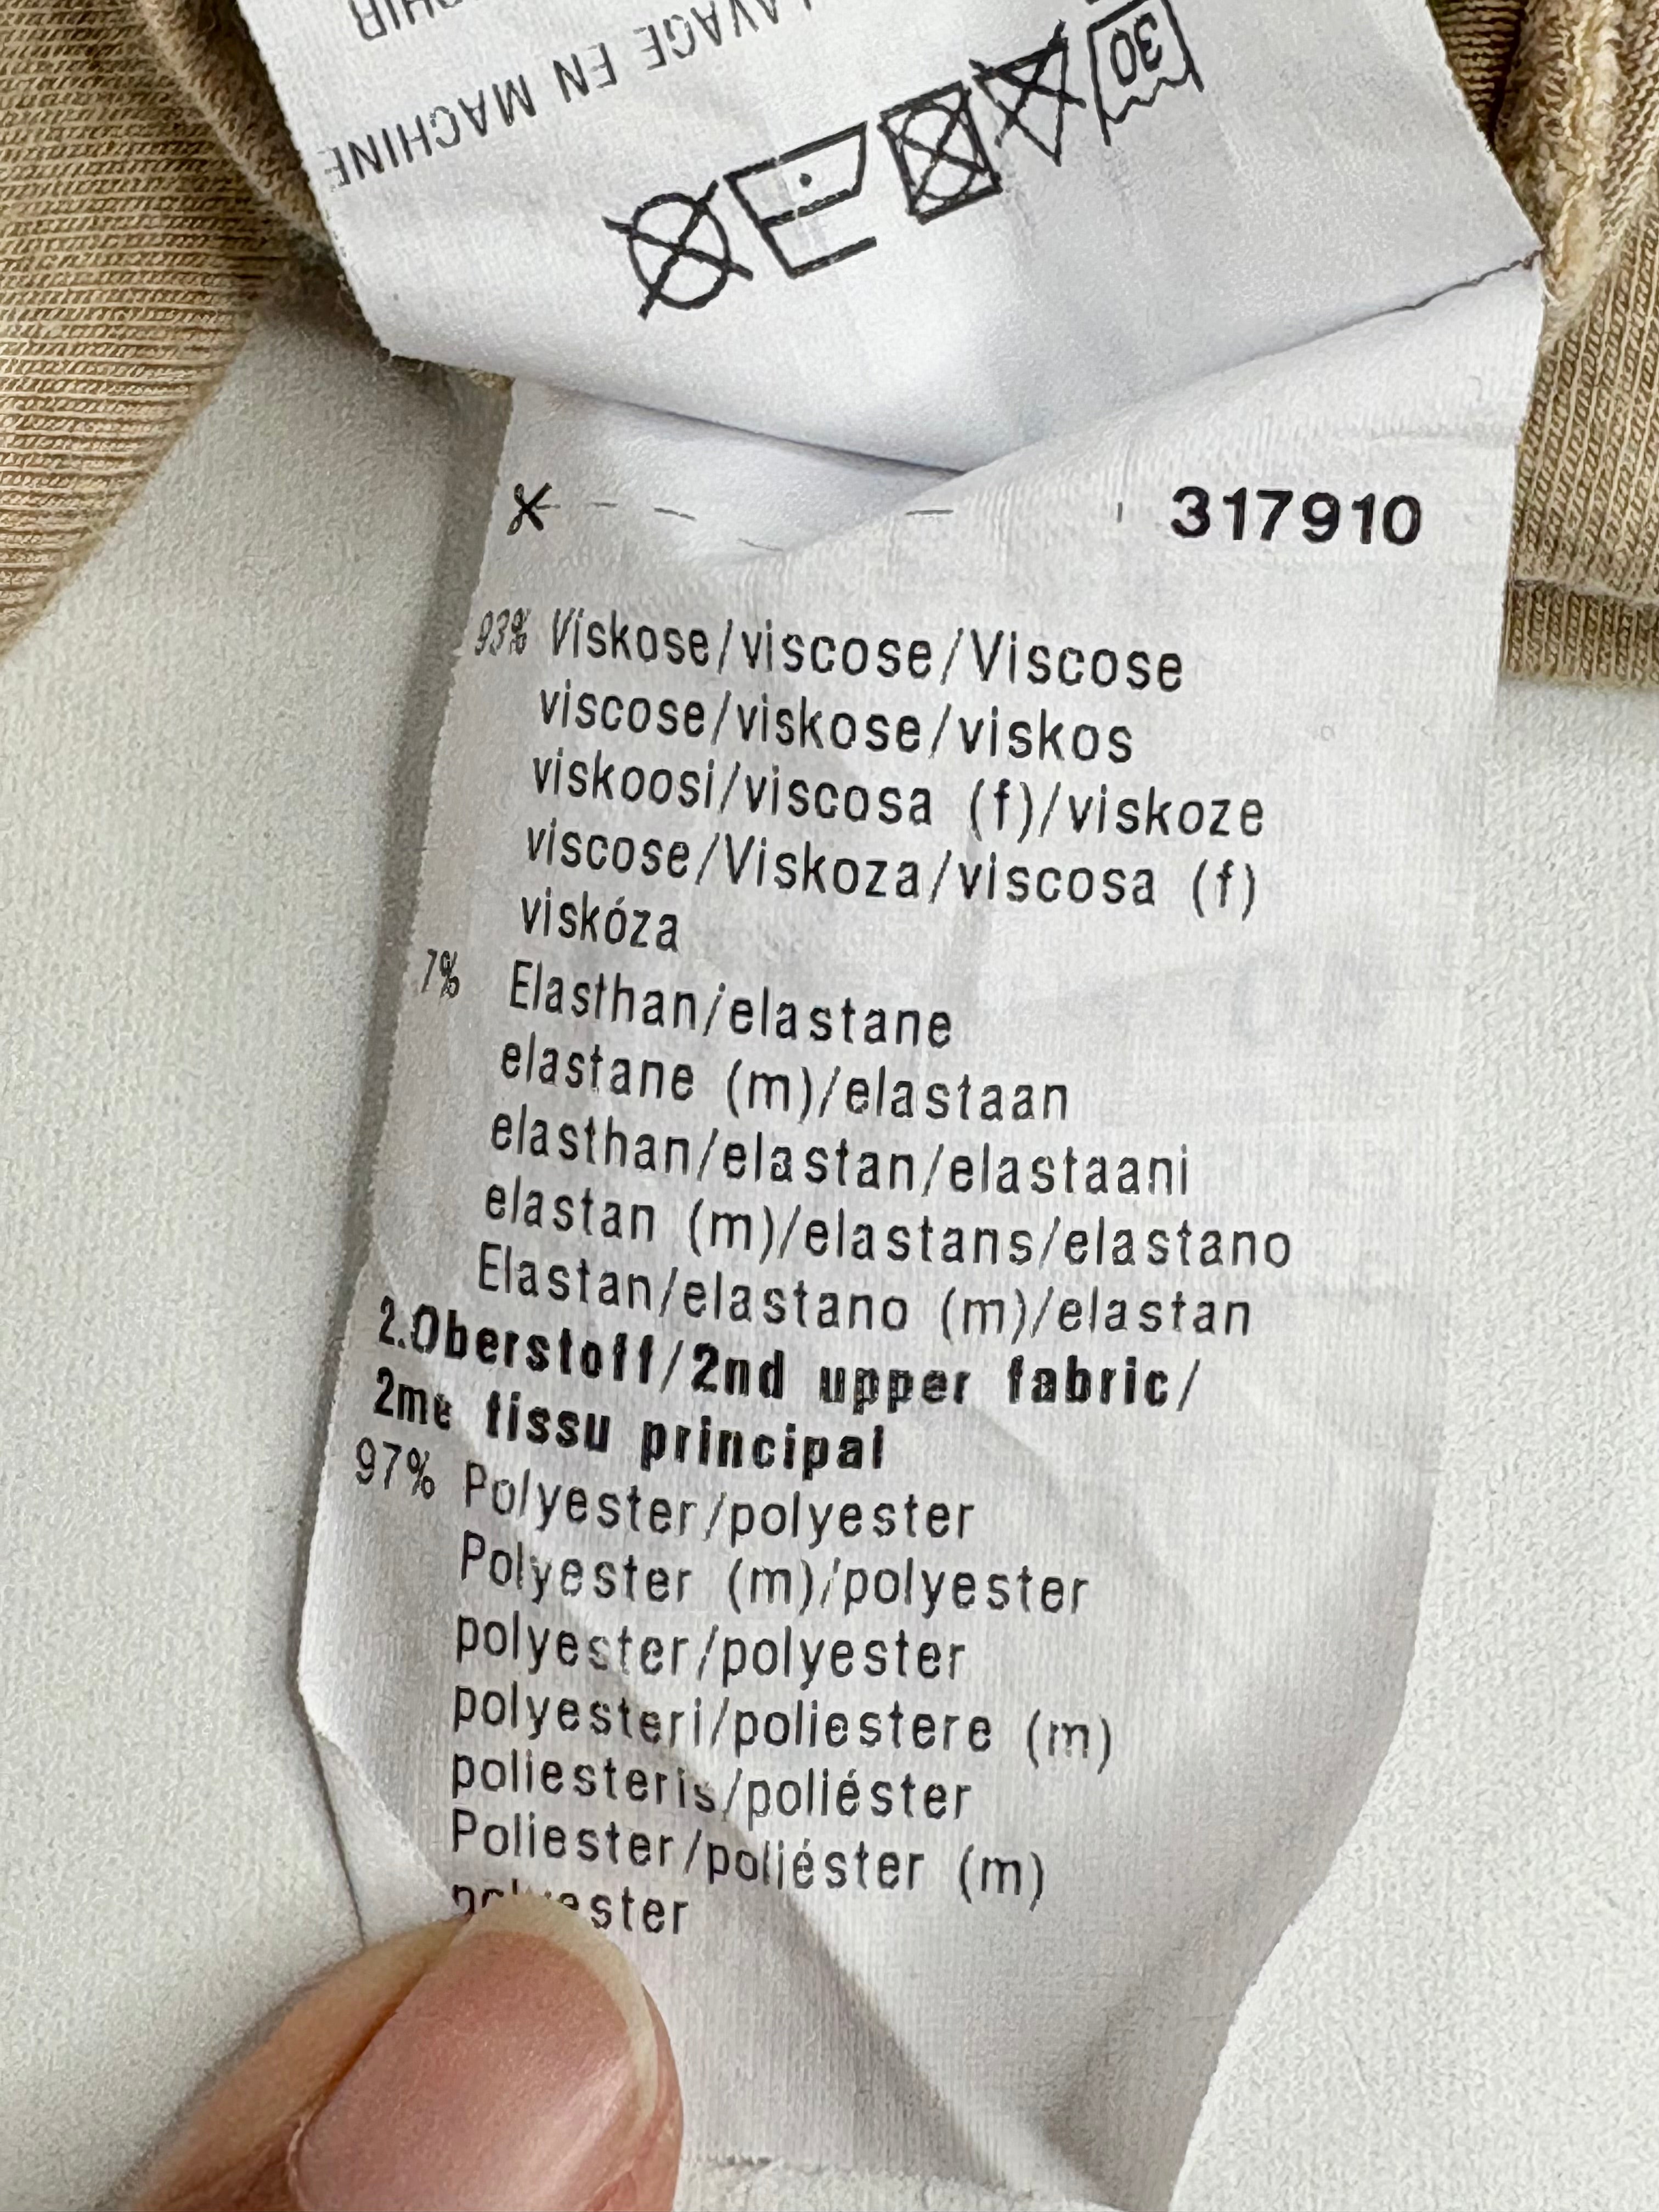 LAVAGE EN MACHINE
30
317910
93% Viskose/viscose/Viscose
viscose/viskose/viskos
viskoosi/viscosa (f)/viskoze
viscose/Viskoza/viscosa (f)
viskóza
7% Elasthan/elastane
elastane (m)/elastaan
elasthan/elastan/elastaani
elastan (m)/elastans/elastano
Elastan/elastano (m)/elastan
2.Oberstoff/2nd upper fabric/
2me tissu principal
97% Polyester/polyester
Polyester (m)/polyester
polyester/polyester
polyesteri/poliestere (m)
poliesteris/poliéster
Poliester/poliéster (m)
polyester